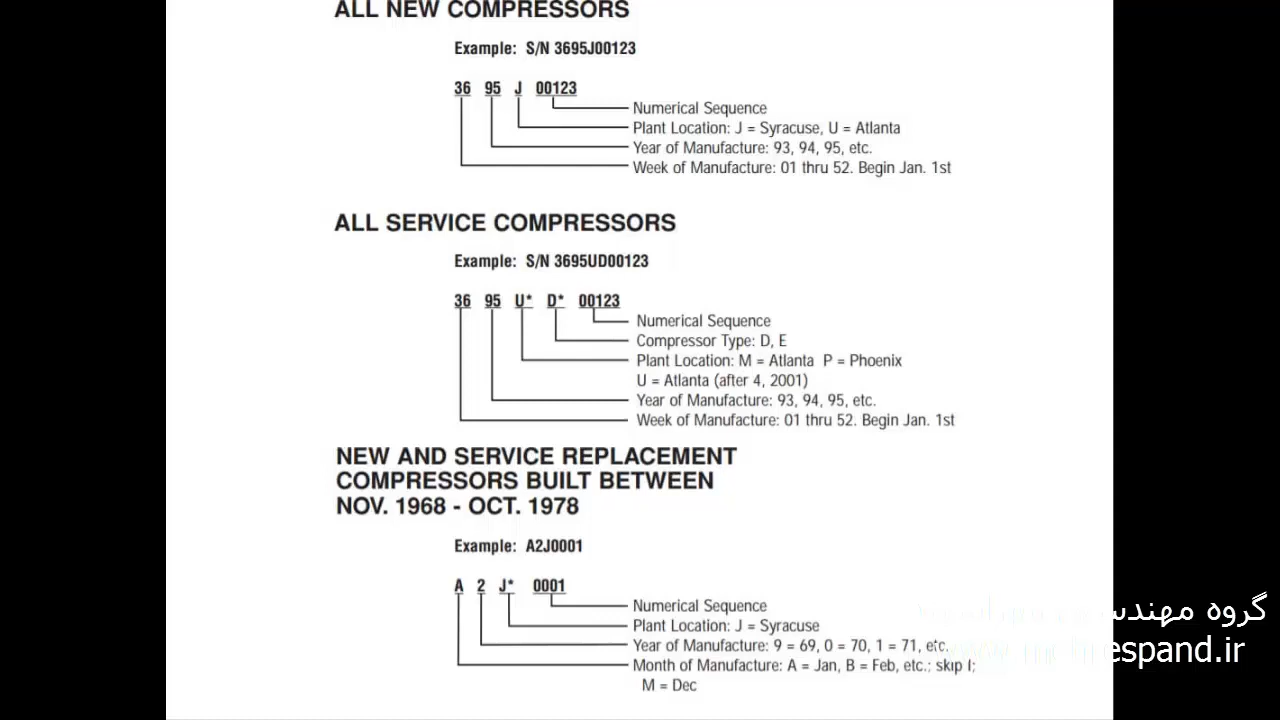 ALL NEW COMPRESSORS
Example: S/N 3695J00123
36 95 J 00123
Numerical Sequence
Plant Location: J = Syracuse, U = Atlanta
Year of Manufacture: 93, 94, 95, etc.
Week of Manufacture: 01 thru 52. Begin Jan. 1st
ALL SERVICE COMPRESSORS
Example: S/N 3695UD00123
36 95 U* D* 00123
Numerical Sequence
Compressor Type: D, E
Plant Location: M = Atlanta P = Phoenix
U = Atlanta (after 4, 2001)
Year of Manufacture: 93, 94, 95, etc.
Week of Manufacture: 01 thru 52. Begin Jan. 1st
NEW AND SERVICE REPLACEMENT
COMPRESSORS BUILT BETWEEN
NOV. 1968 - OCT. 1978
Example: A2J0001
A 2 J* 0001
Numerical Sequence
Plant Location: J = Syracuse
Year of Manufacture: 9 = 69, 0 = 70, 1 = 71, etc.
Month of Manufacture: A = Jan, B = Feb, etc.; skip I;
M = Dec
گروه